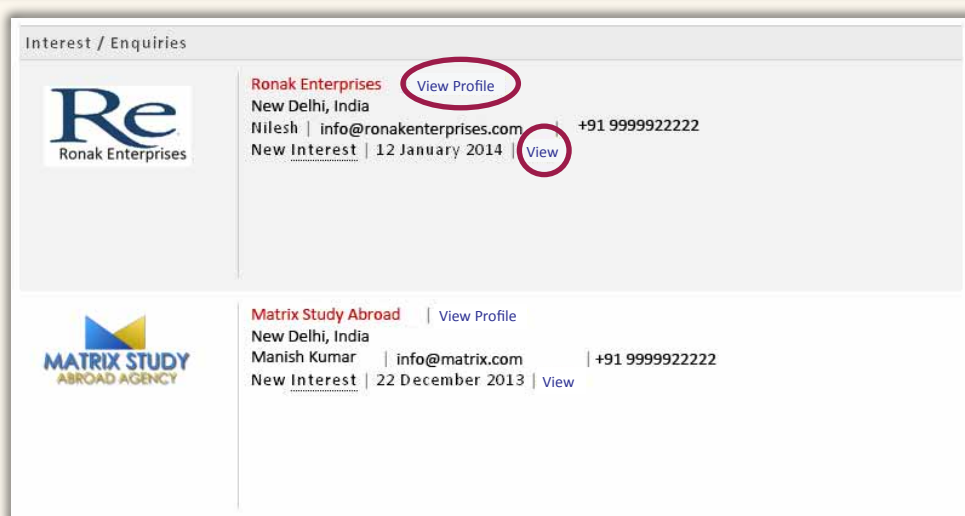 Interest / Enquiries
Re
Ronak Enterprises
Ronak Enterprises View Profile
New Delhi, India
Nilesh | info@ronakenterprises.com | +91 9999922222
New Interest | 12 January 2014 | View
MATRIX STUDY
ABROAD AGENCY
Matrix Study Abroad | View Profile
New Delhi, India
Manish Kumar | info@matrix.com | +91 9999922222
New Interest | 22 December 2013 | View